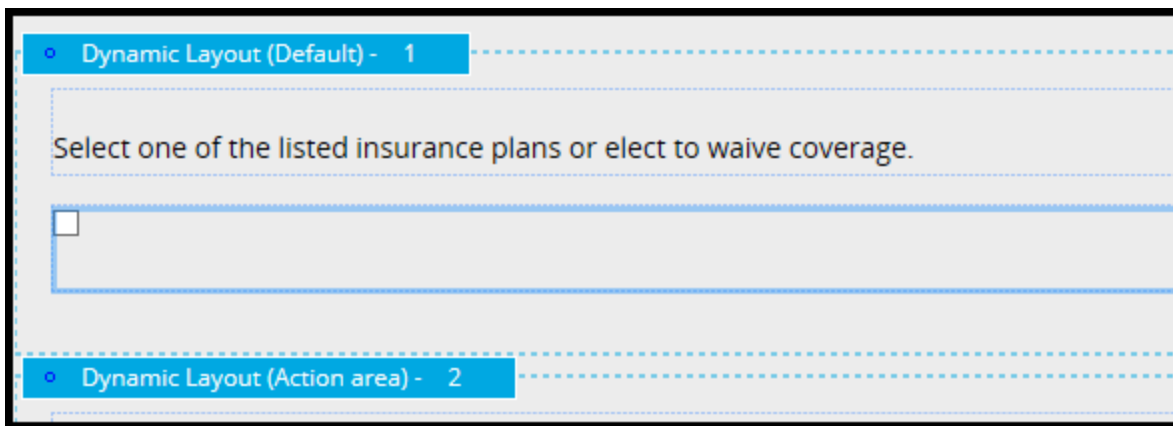 Dynamic Layout (Default) - 1
Select one of the listed insurance plans or elect to waive coverage.
Dynamic Layout (Action area) - 2